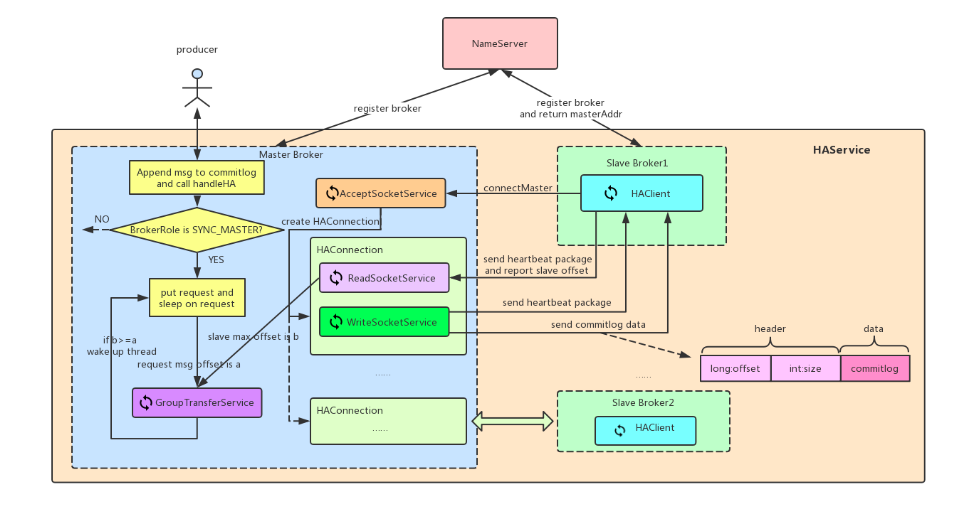 NameServer
producer
register broker
register broker
and return masterAddr
HAService
Master Broker
Slave Broker1
Append msg to commitlog
and call handleHA
AcceptSocketService
connectMaster
HAClient
NO
BrokerRole is SYNC_MASTER?
create HAConnection
YES
HAConnection
send heartbeat package
and report slave offset
ReadSocketService
put request and
sleep on request
send heartbeat package
WriteSocketService
send commitlog data
header
data
if b>=a
wake up thread
slave max offset is b
request msg offset is a
long:offset
int:size
commitlog
......
......
GroupTransferService
HAConnection
......
Slave Broker2
HAClient